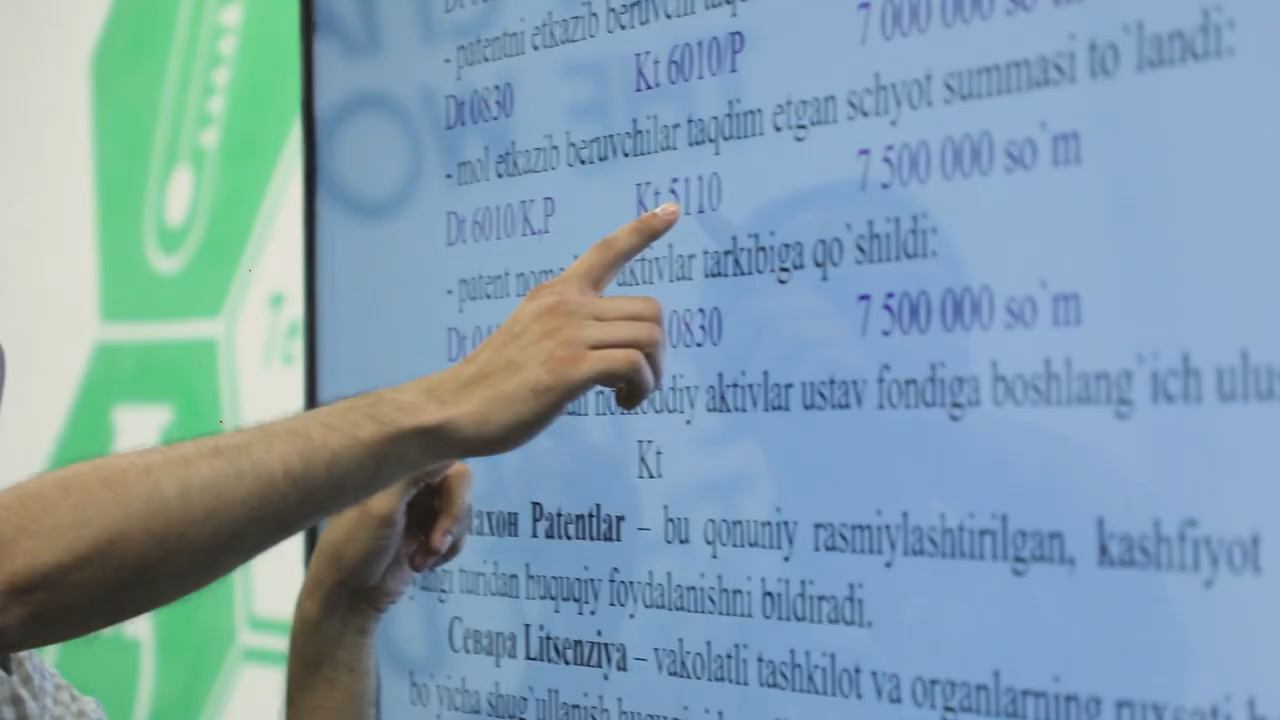 - patentni etkazib beruvchi
7 000 000 so`m
Dt 0830 Kt 6010/P
- mol etkazib beruvchilar taqdim etgan schyot summasi to`landi:
Dt 6010/K,P Kt 5110 7 500 000 so`m
- patent aktivlar tarkibiga qo`shildi:
0830 7 500 000 so`m
aktivlar ustav fondiga boshlang`ich
Kt
Patentlar – bu qonuniy rasmiylashtirilgan, kashfiyot
turidan huquqiy foydalanishni bildiradi.
Севара Litsenziya – vakolatli tashkilot va organlarning
bo`yicha shug`ullanish